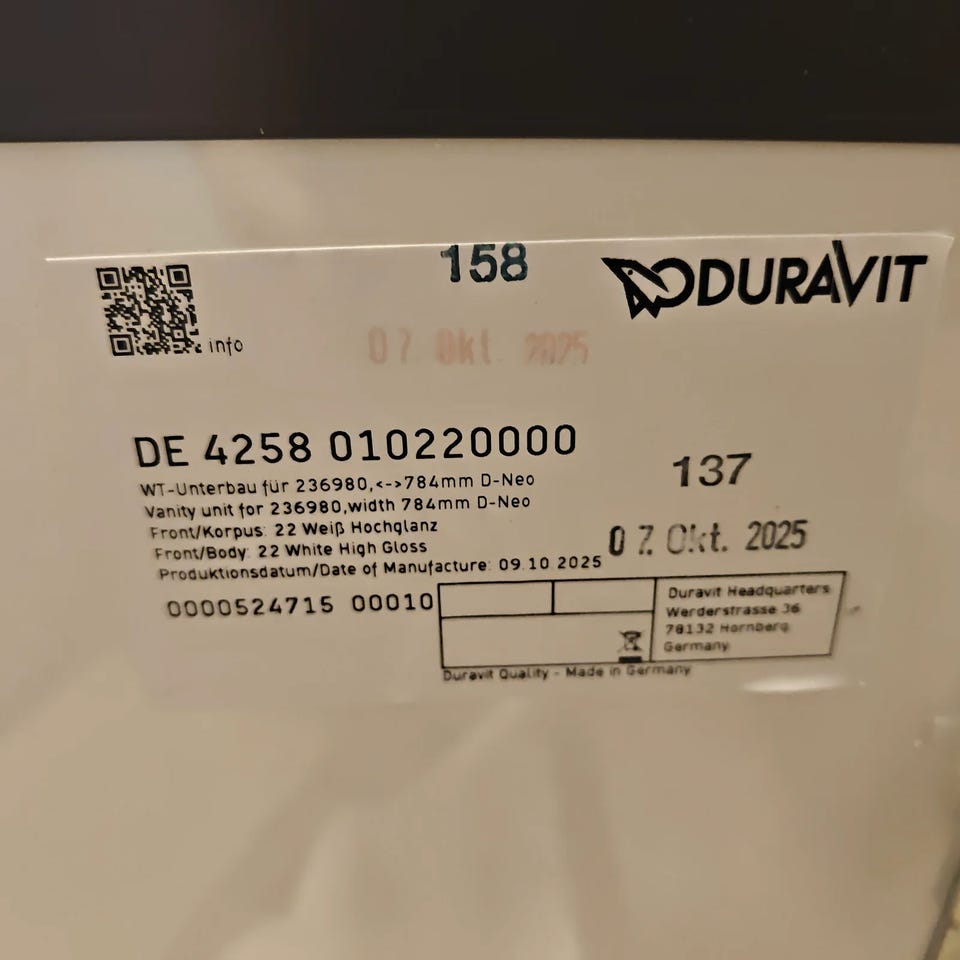 158
DURAVIT
info
07. Okt. 2025
DE 4258 010220000
WT-Unterbau für 236980,<->784mm D-Neo
137
Vanity unit for 236980,width 784mm D-Neo
Front/Korpus: 22 Weiß Hochglanz
07. Okt. 2025
Front/Body: 22 White High Gloss
Produktionsdatum/Date of Manufacture: 09.10.2025
0000524715 00010
Duravit Headquarters
Werderstrasse 36
78132 Hornberg
Germany
Duravit Quality - Made in Germany